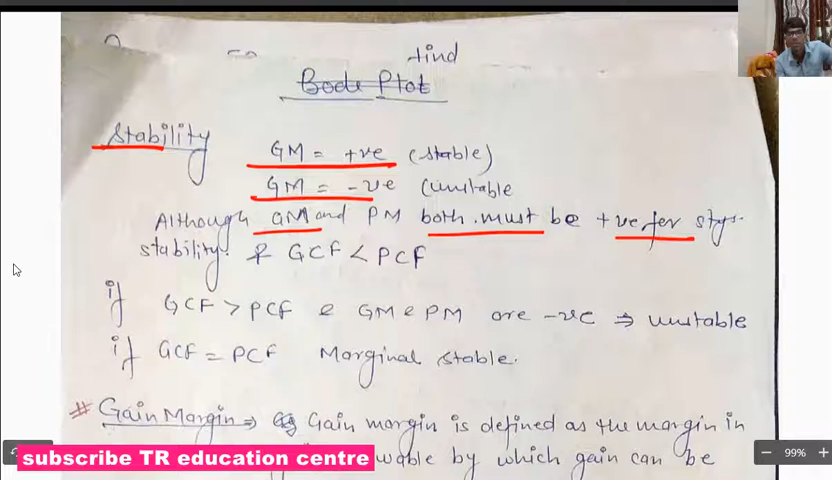 find
Bode Plot
Stability
GM = +ve (stable)
GM = -ve (unstable
Although GM and PM both must be +ve for sys.
stability. & GCF < PCF
if GCF > PCF & GM & PM are -ve ⇒ unstable
if GCF = PCF Marginal stable.
# Gain Margin ⇒ Gain margin is defined as the margin in
wable by which gain can be
subscribe TR education centre
99%